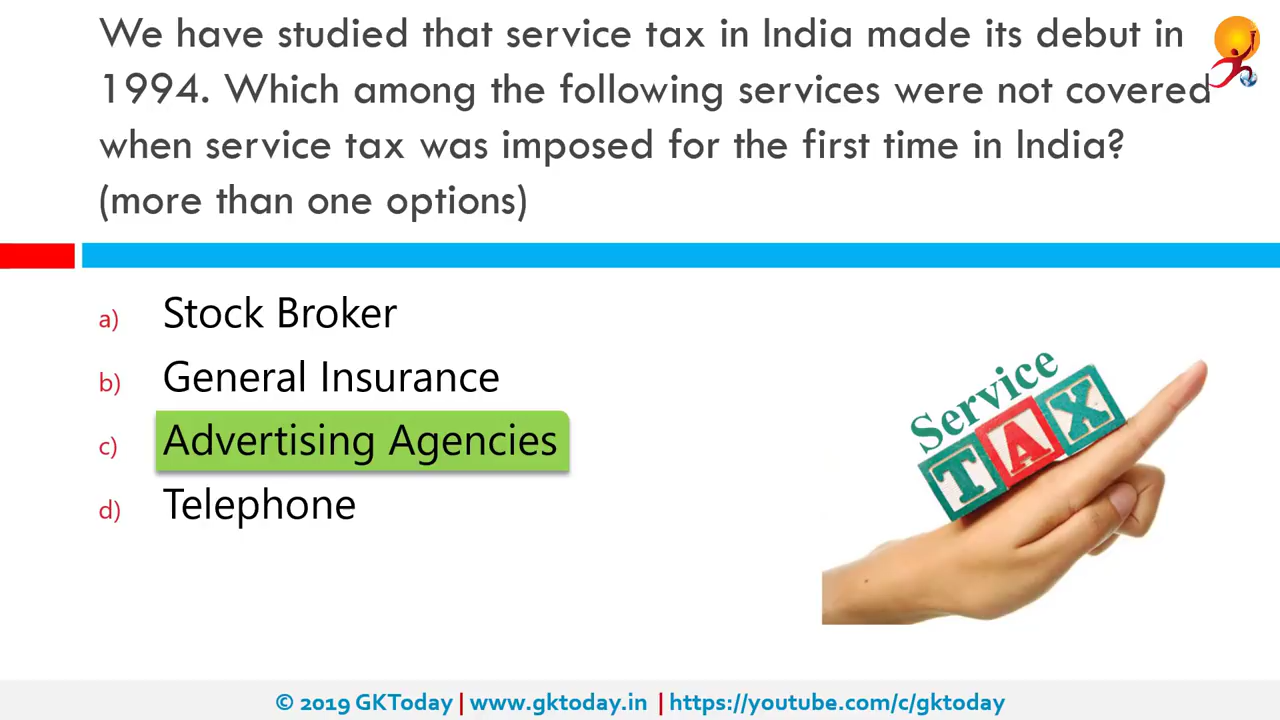 We have studied that service tax in India made its debut in
1994. Which among the following services were not covered
when service tax was imposed for the first time in India?
(more than one options)
a) Stock Broker
b) General Insurance
c) Advertising Agencies
d) Telephone
Service
TAX
© 2019 GKToday | www.gktoday.in | https://youtube.com/c/gktoday